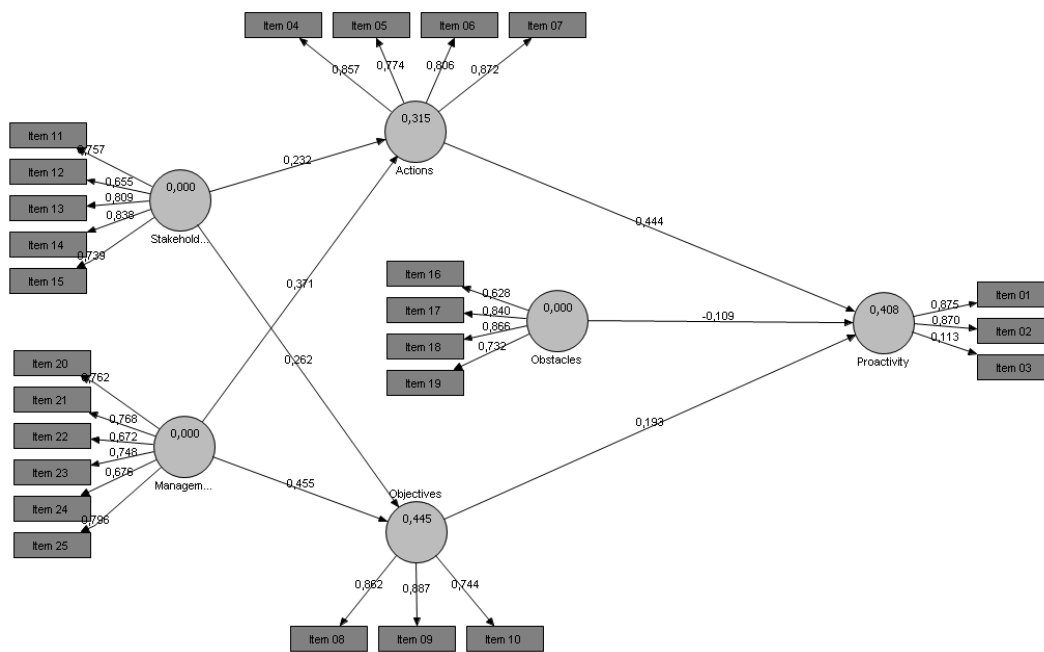 Item 04
Item 05
Item 06
Item 07
0,857
0,774
0,806
0,872
0,315
Actions
Item 11
Item 12
Item 13
Item 14
Item 15
0,757
0,655
0,809
0,838
0,739
0,000
Stakehold...
0,232
0,371
0,262
0,444
Item 16
Item 17
Item 18
Item 19
0,628
0,840
0,866
0,732
0,000
Obstacles
-0,109
0,408
Proactivity
0,875
0,870
0,113
Item 01
Item 02
Item 03
Item 20
Item 21
Item 22
Item 23
Item 24
Item 25
0,762
0,768
0,672
0,748
0,676
0,796
0,000
Managem...
0,455
0,193
Objectives
0,445
0,862
0,887
0,744
Item 08
Item 09
Item 10